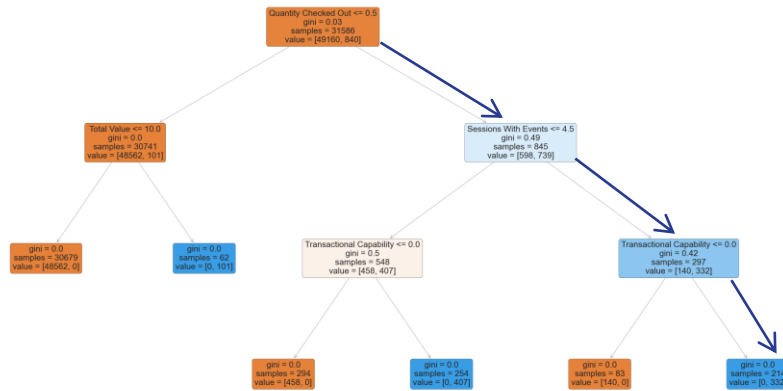 Quantity Checked Out <= 0.5
gini = 0.03
samples = 31586
value = [49160, 840]
Total Value <= 10.0
gini = 0.0
samples = 30741
value = [48562, 101]
Sessions With Events <= 4.5
gini = 0.49
samples = 845
value = [598, 739]
gini = 0.0
samples = 30679
value = [48562, 0]
gini = 0.0
samples = 62
value = [0, 101]
Transactional Capability <= 0.0
gini = 0.5
samples = 548
value = [458, 407]
Transactional Capability <= 0.0
gini = 0.42
samples = 297
value = [140, 332]
gini = 0.0
samples = 294
value = [458, 0]
gini = 0.0
samples = 254
value = [0, 407]
gini = 0.0
samples = 83
value = [140, 0]
gini = 0.0
samples = 214
value = [0, 332]